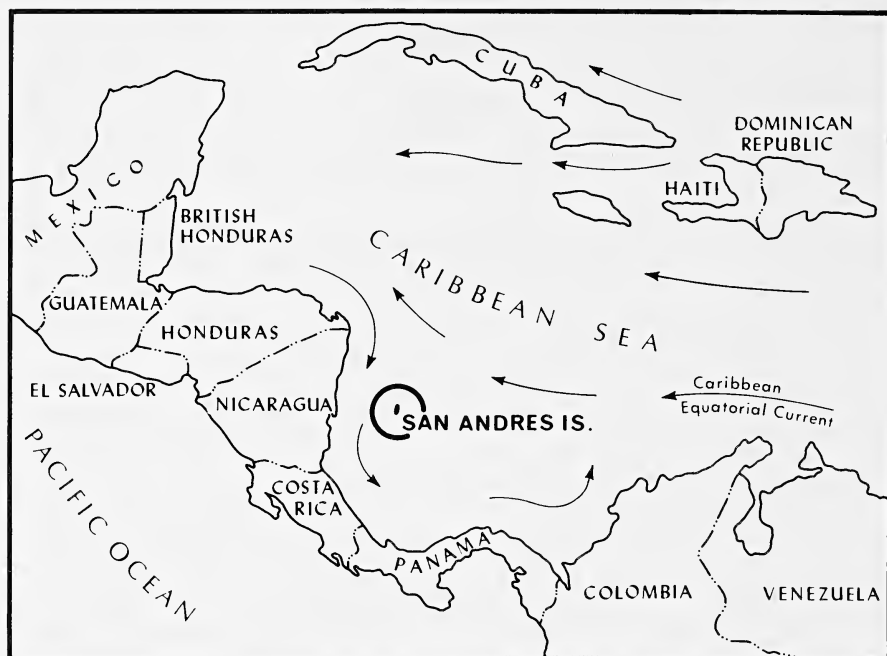 CUBA
DOMINICAN
REPUBLIC
HAITI
MEXICO
BRITISH
HONDURAS
CARIBBEAN SEA
GUATEMALA
HONDURAS
EL SALVADOR
NICARAGUA
SAN ANDRES IS.
Caribbean
Equatorial Current
PACIFIC OCEAN
COSTA
RICA
PANAMA
COLOMBIA
VENEZUELA